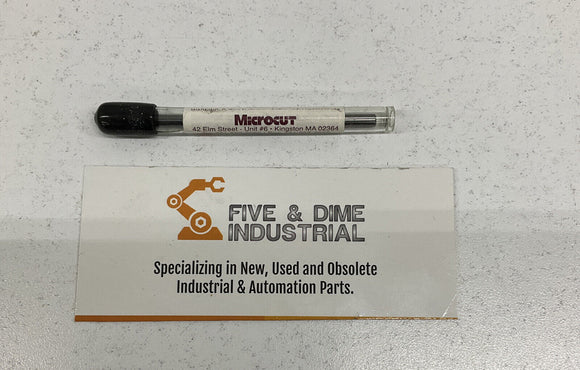 MICROCUT
42 Elm Street - Unit #6 • Kingston MA 02364
FIVE & DIME
INDUSTRIAL
Specializing in New, Used and Obsolete
Industrial & Automation Parts.